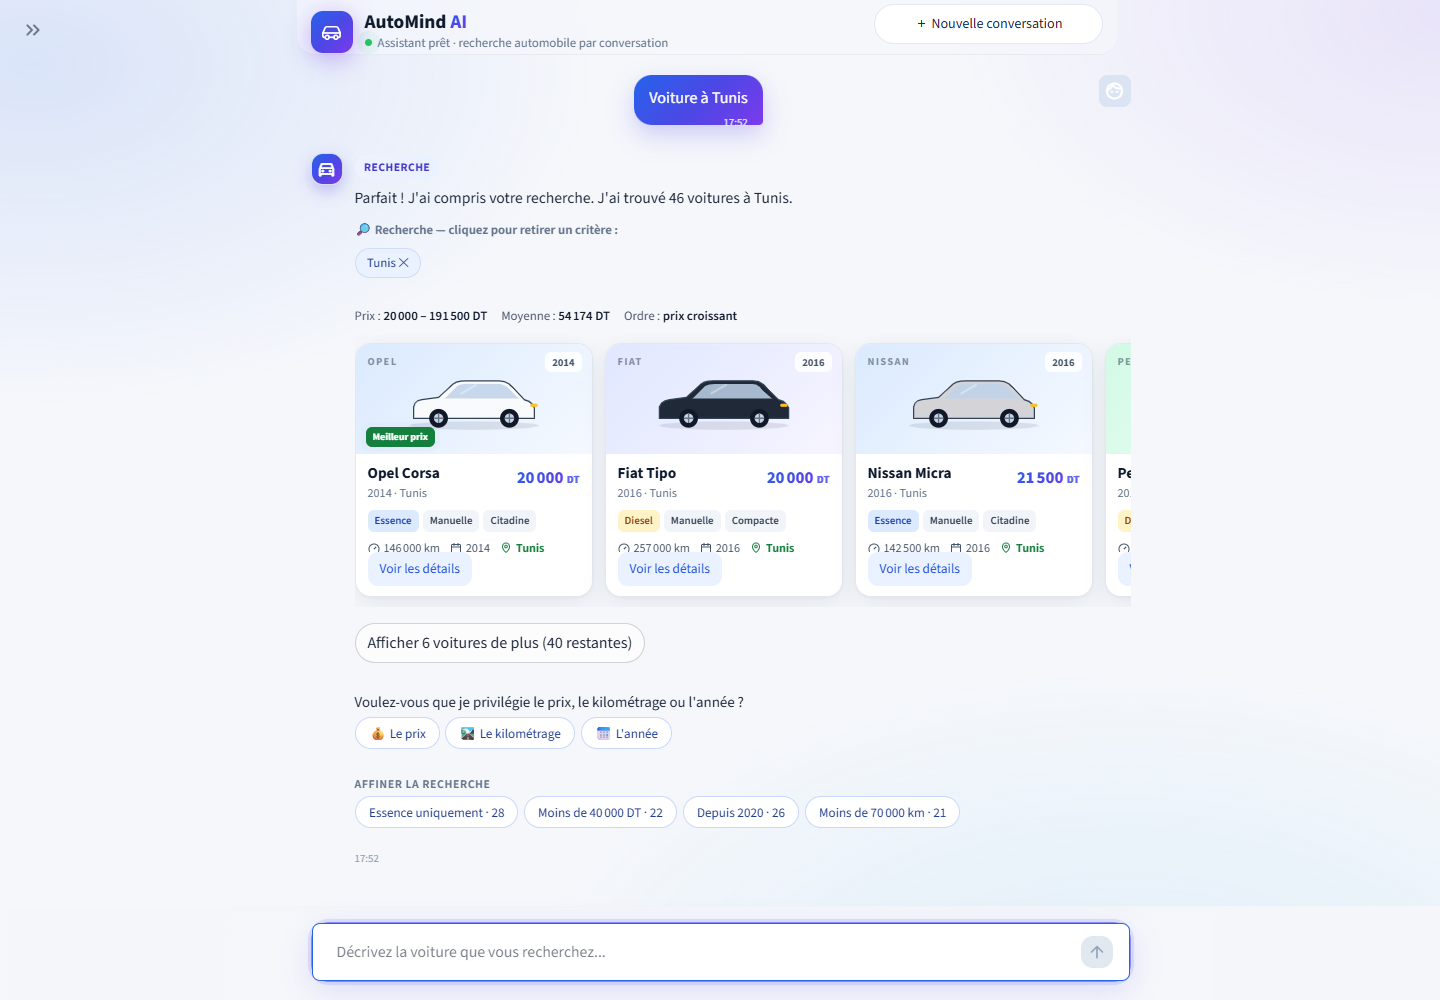 AutoMind AI
Assistant prêt · recherche automobile par conversation
+ Nouvelle conversation
Voiture à Tunis
17:52
RECHERCHE
Parfait ! J'ai compris votre recherche. J'ai trouvé 46 voitures à Tunis.
Recherche — cliquez pour retirer un critère :
Tunis
Prix : 20 000 – 191 500 DT Moyenne : 54 174 DT Ordre : prix croissant
OPEL 2014
Meilleur prix
Opel Corsa 20 000 DT
2014 · Tunis
Essence Manuelle Citadine
146 000 km 2014 Tunis
Voir les détails
FIAT 2016
Fiat Tipo 20 000 DT
2016 · Tunis
Diesel Manuelle Compacte
257 000 km 2016 Tunis
Voir les détails
NISSAN 2016
Nissan Micra 21 500 DT
2016 · Tunis
Essence Manuelle Citadine
142 500 km 2016 Tunis
Voir les détails
PE
Pe
20
D
Afficher 6 voitures de plus (40 restantes)
Voulez-vous que je privilégie le prix, le kilométrage ou l'année ?
Le prix Le kilométrage L'année
AFFINER LA RECHERCHE
Essence uniquement · 28 Moins de 40 000 DT · 22 Depuis 2020 · 26 Moins de 70 000 km · 21
17:52
Décrivez la voiture que vous recherchez...